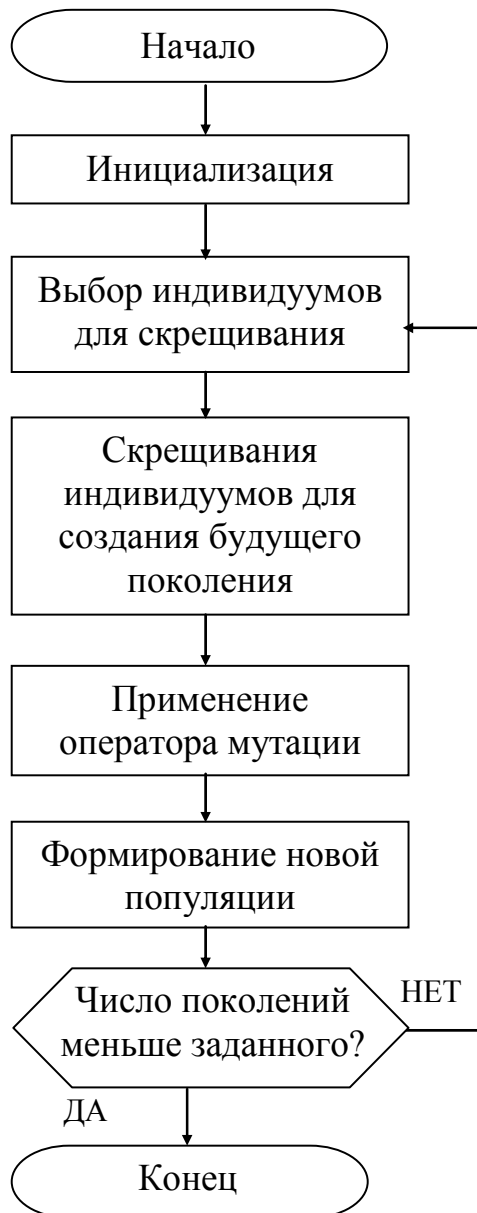 Начало
Инициализация
Выбор индивидуумов
для скрещивания
Скрещивания
индивидуумов для
создания будущего
поколения
Применение
оператора мутации
Формирование новой
популяции
Число поколений
меньше заданного?
НЕТ
ДА
Конец